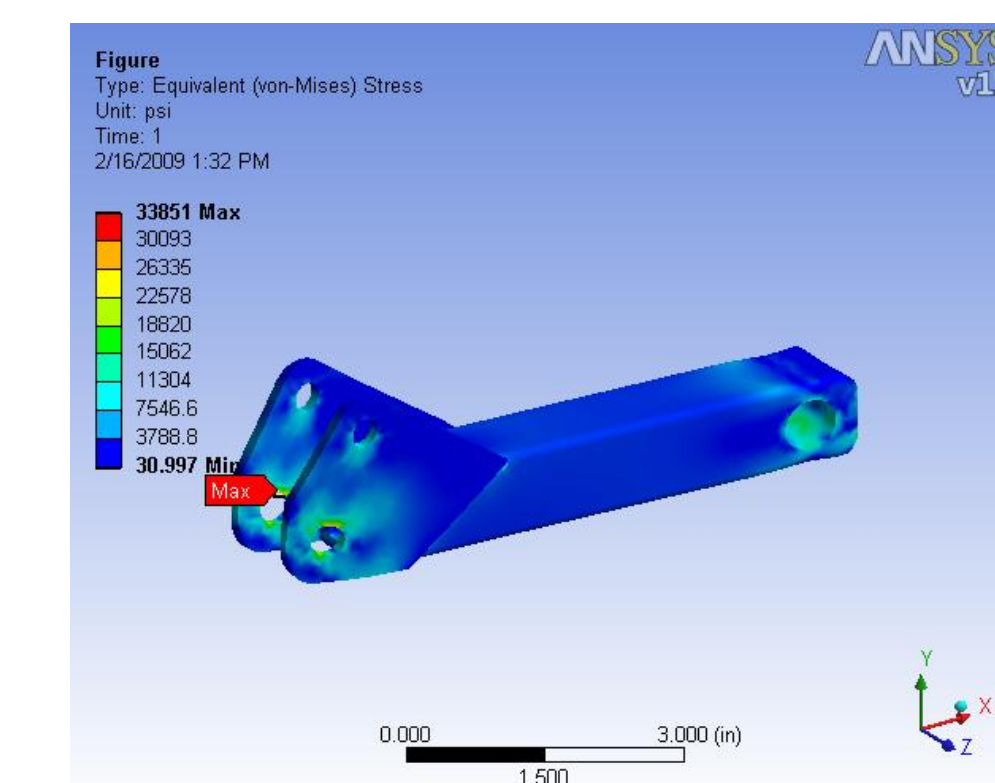 Figure
Type: Equivalent (von-Mises) Stress
Unit: psi
Time: 1
2/16/2009 1:32 PM
ANSYS
v1
33851 Max
30093
26335
22578
18820
15062
11304
7546.6
3788.8
30.997 Min
Max
0.000
3.000 (in)
1.500
Y
X
Z